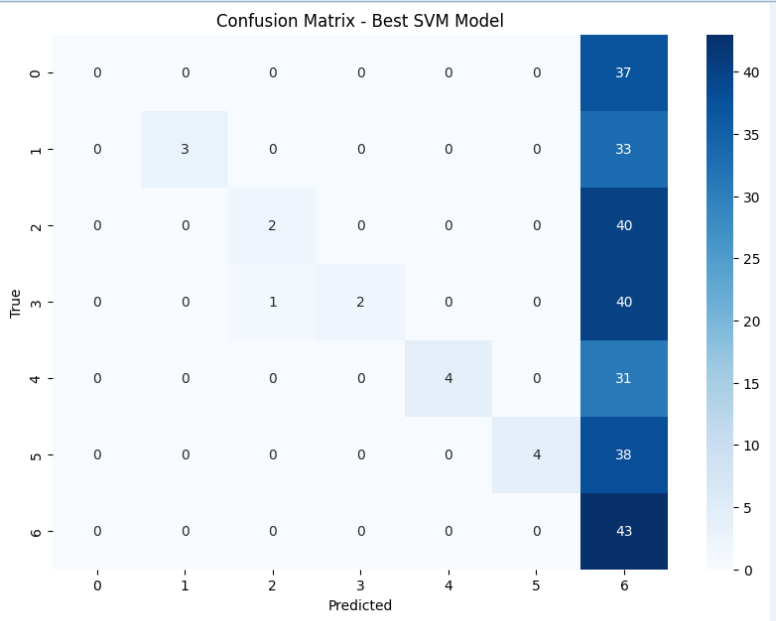 Confusion Matrix - Best SVM Model
0 0 0 0 0 0 0 37
1 0 3 0 0 0 0 33
2 0 0 2 0 0 0 40
3 0 0 1 2 0 0 40
4 0 0 0 0 4 0 31
5 0 0 0 0 0 4 38
6 0 0 0 0 0 0 43
0 1 2 3 4 5 6
Predicted
True
40
35
30
25
20
15
10
5
0